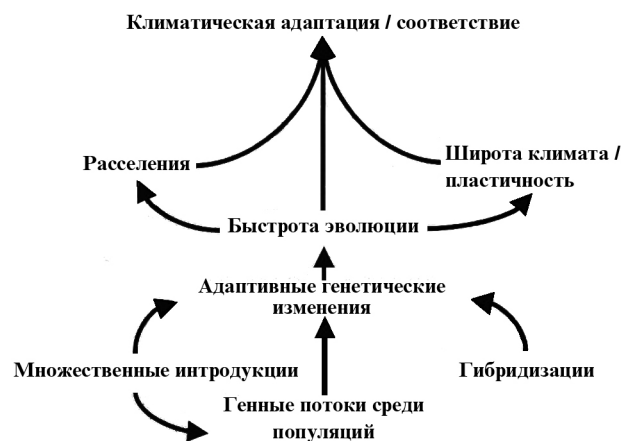 Климатическая адаптация / соответствие
Расселения
Широта климата /
пластичность
Быстрота эволюции
Адаптивные генетические
изменения
Множественные интродукции
Гибридизации
Генные потоки среди
популяций